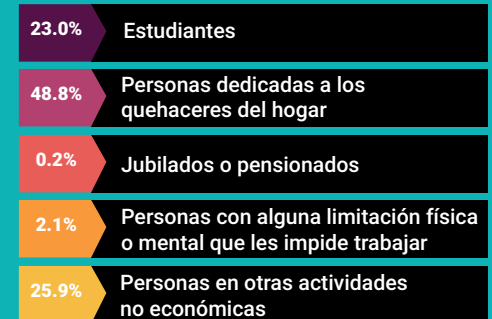 23.0% Estudiantes
48.8% Personas dedicadas a los
quehaceres del hogar
0.2% Jubilados o pensionados
2.1% Personas con alguna limitación física
o mental que les impide trabajar
25.9% Personas en otras actividades
no económicas